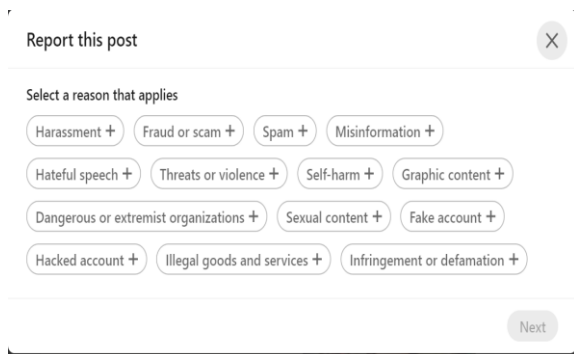 Report this post
Select a reason that applies
Harassment + Fraud or scam + Spam + Misinformation +
Hateful speech + Threats or violence + Self-harm + Graphic content +
Dangerous or extremist organizations + Sexual content + Fake account +
Hacked account + Illegal goods and services + Infringement or defamation +
Next